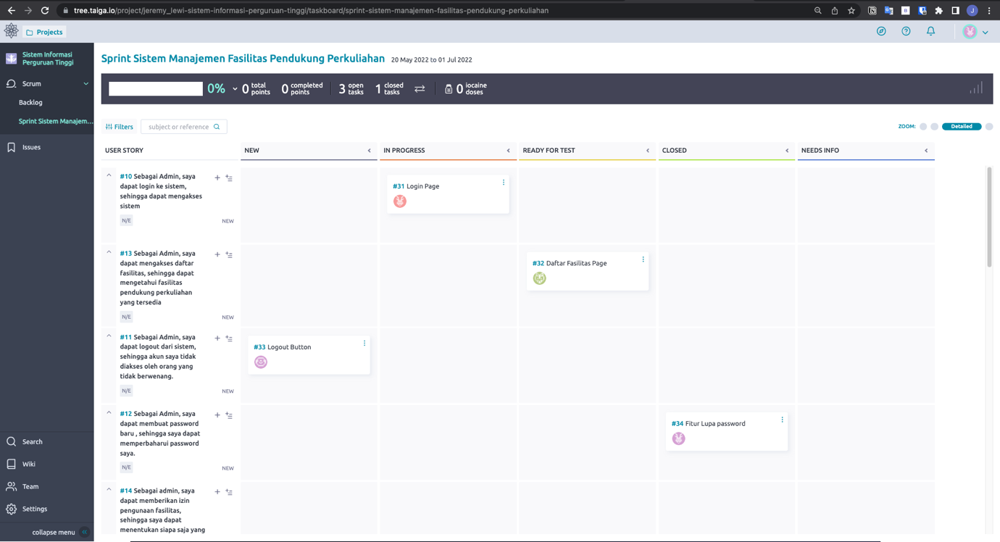 tree.taiga.io/project/jeremy_lewi-sistem-informasi-perguruan-tinggi/taskboard/sprint-sistem-manajemen-fasilitas-pendukung-perkuliahan
J
Projects
Sistem Informasi
Perguruan Tinggi
Scrum
Backlog
Sprint Sistem Manajem...
Issues
Search
Wiki
Team
Settings
collapse menu
Sprint Sistem Manajemen Fasilitas Pendukung Perkuliahan 20 May 2022 to 01 Jul 2022
0% 0 total points 0 completed points 3 open tasks 1 closed tasks 0 iocaine doses
Filters subject or reference ZOOM: Detailed
USER STORY NEW IN PROGRESS READY FOR TEST CLOSED NEEDS INFO
#10 Sebagai Admin, saya
dapat login ke sistem,
sehingga dapat mengakses
sistem
N/E NEW
#31 Login Page
#13 Sebagai Admin, saya
dapat mengakses daftar
fasilitas, sehingga dapat
mengetahui fasilitas
pendukung perkuliahan
yang tersedia
N/E NEW
#32 Daftar Fasilitas Page
#11 Sebagai Admin, saya
dapat logout dari sistem,
sehingga akun saya tidak
diakses oleh orang yang
tidak berwenang.
N/E NEW
#33 Logout Button
#12 Sebagai Admin, saya
dapat membuat password
baru , sehingga saya dapat
memperbaharui password
saya.
N/E NEW
#34 Fitur Lupa password
#14 Sebagai admin, saya
dapat memberikan izin
pengunaan fasilitas,
sehingga saya dapat
menentukan siapa saja yang